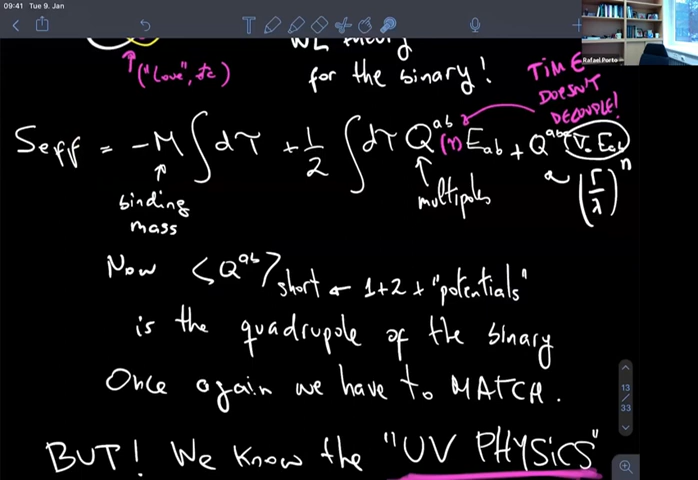 09:41 Tue 9. Jan
Rafael Porto
("Love", etc)
WL theory
for the binary!
TIME
DOESN'T
DECOUPLE!
Seff = -M∫dτ + 1/2 ∫dτ Q^ab(τ) E_ab + Q^abc ∇c E_ab
binding
mass
multipoles
(r/λ)^n
Now <Q^ab>short ← 1+2+"potentials"
is the quadrupole of the binary
Once again we have to MATCH.
BUT! We know the "UV PHYSICS"
13
/
33